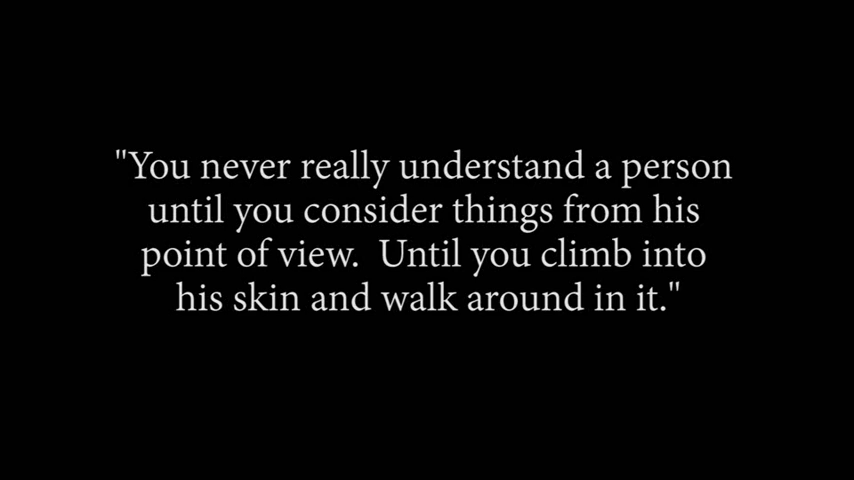 "You never really understand a person
until you consider things from his
point of view.  Until you climb into
his skin and walk around in it."